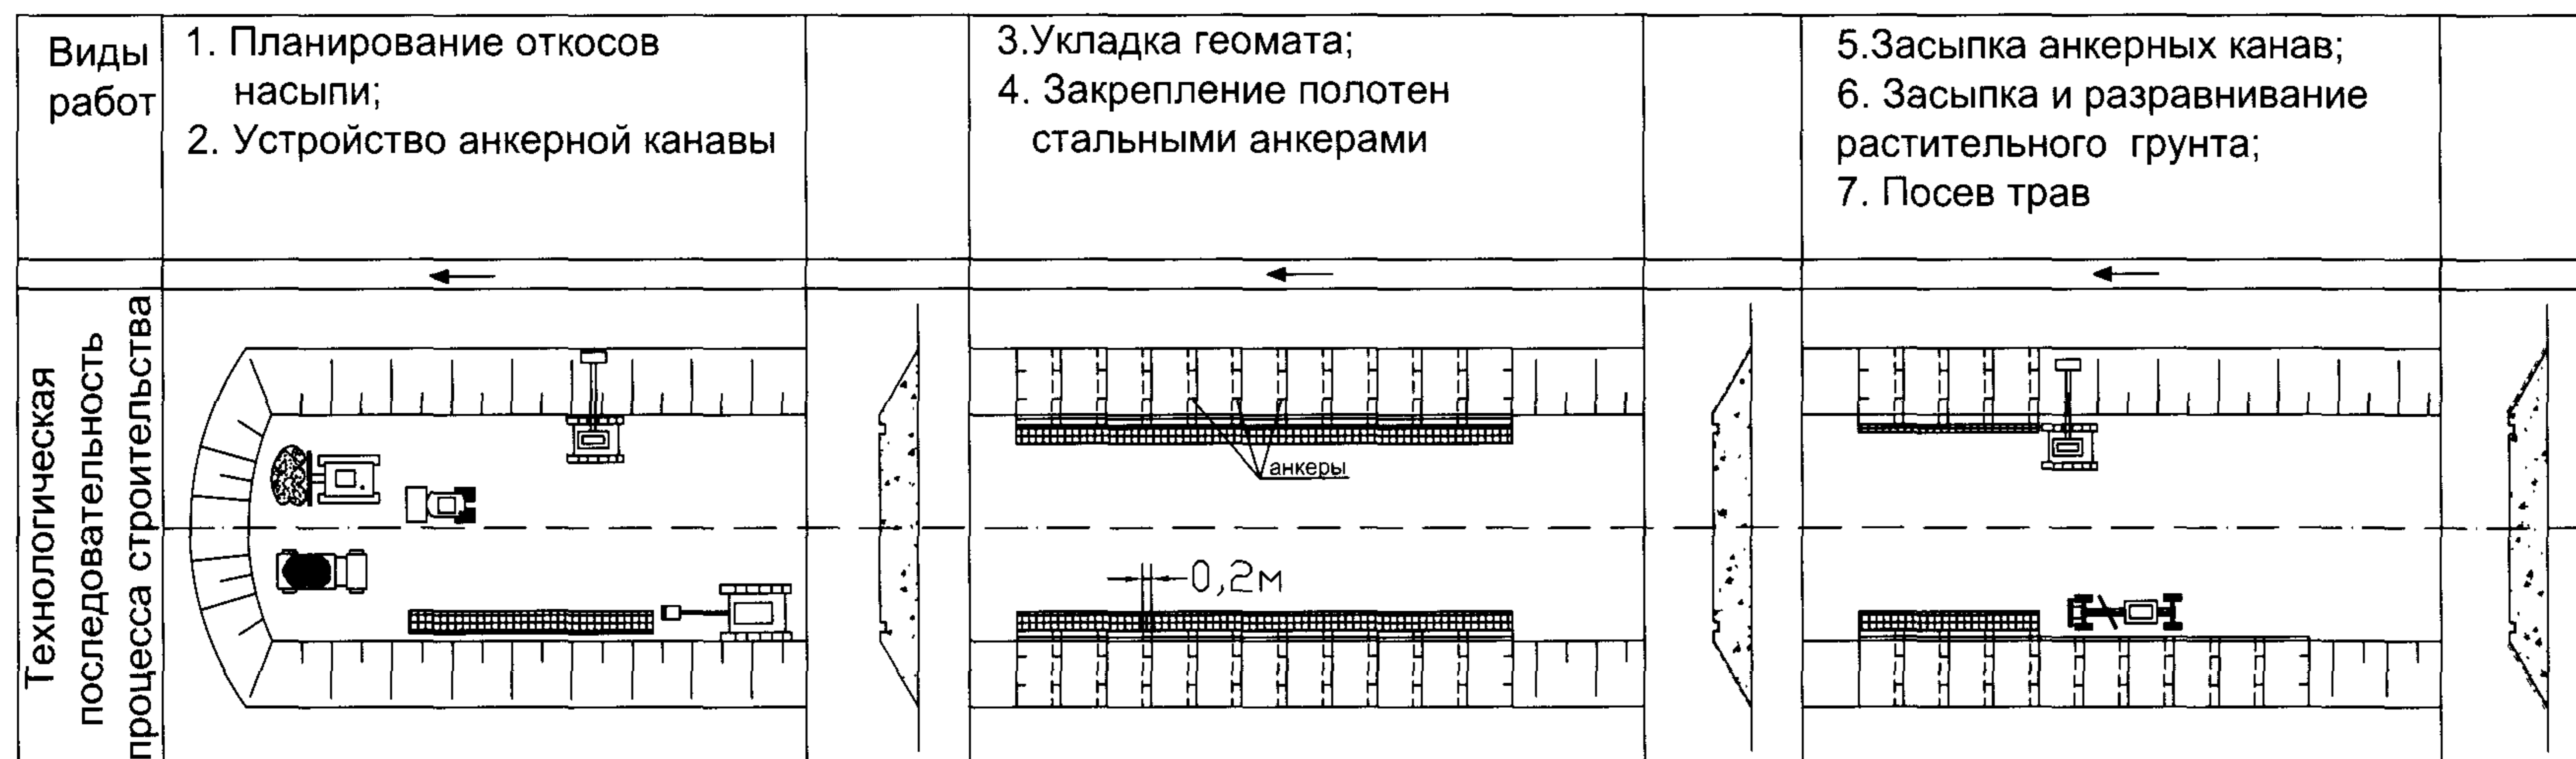 Виды
работ
1. Планирование откосов
насыпи;
2. Устройство анкерной канавы
3.Укладка геомата;
4. Закрепление полотен
стальными анкерами
5.Засыпка анкерных канав;
6. Засыпка и разравнивание
растительного грунта;
7. Посев трав
Технологическая
последовательность
процесса строительства
анкеры
0,2м